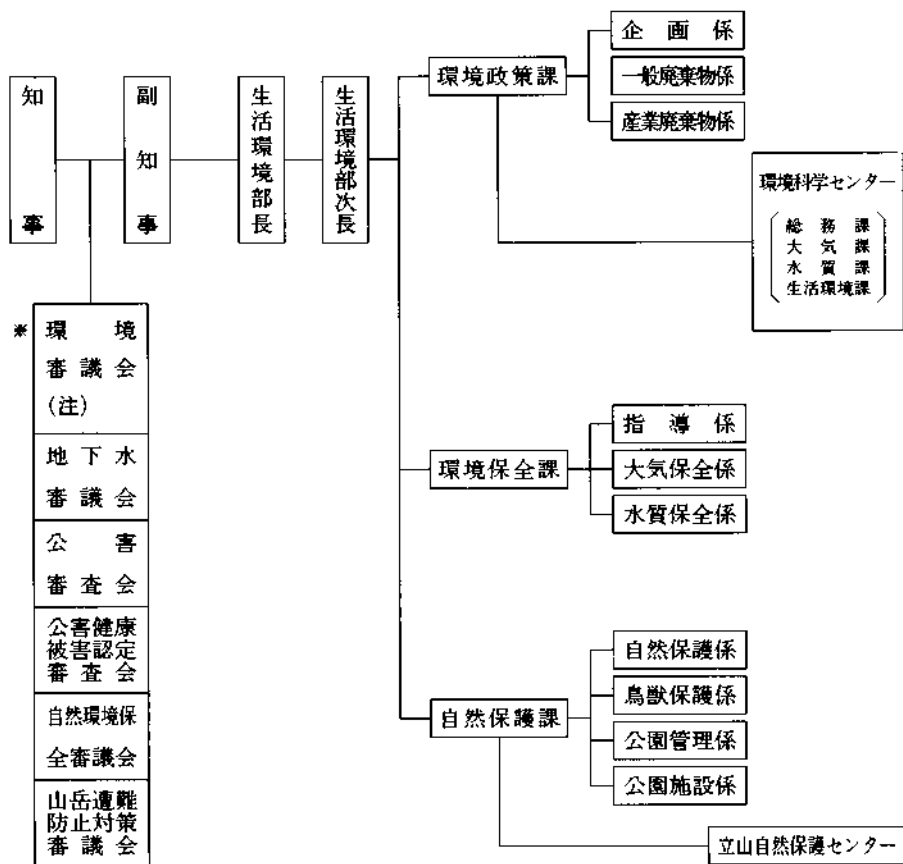 知事
副知事
生活環境部長
生活環境部次長
環境政策課
企画係
一般廃棄物係
産業廃棄物係
環境科学センター
総務課
大気課
水質課
生活環境課
※環境
審議会
(注)
地下水
審議会
公害
審査会
公害健康
被害認定
審査会
自然環境保
全審議会
山岳遭難
防止対策
審議会
環境保全課
指導係
大気保全係
水質保全係
自然保護課
自然保護係
鳥獣保護係
公園管理係
公園施設係
立山自然保護センター